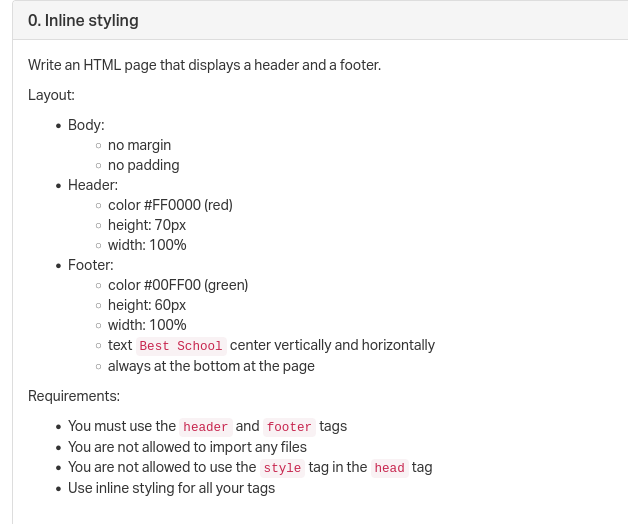 0. Inline styling
Write an HTML page that displays a header and a footer.
Layout:
• Body:
○ no margin
○ no padding
• Header:
○ color #FF0000 (red)
○ height: 70px
○ width: 100%
• Footer:
○ color #00FF00 (green)
○ height: 60px
○ width: 100%
○ text Best School center vertically and horizontally
○ always at the bottom at the page
Requirements:
• You must use the header and footer tags
• You are not allowed to import any files
• You are not allowed to use the style tag in the head tag
• Use inline styling for all your tags